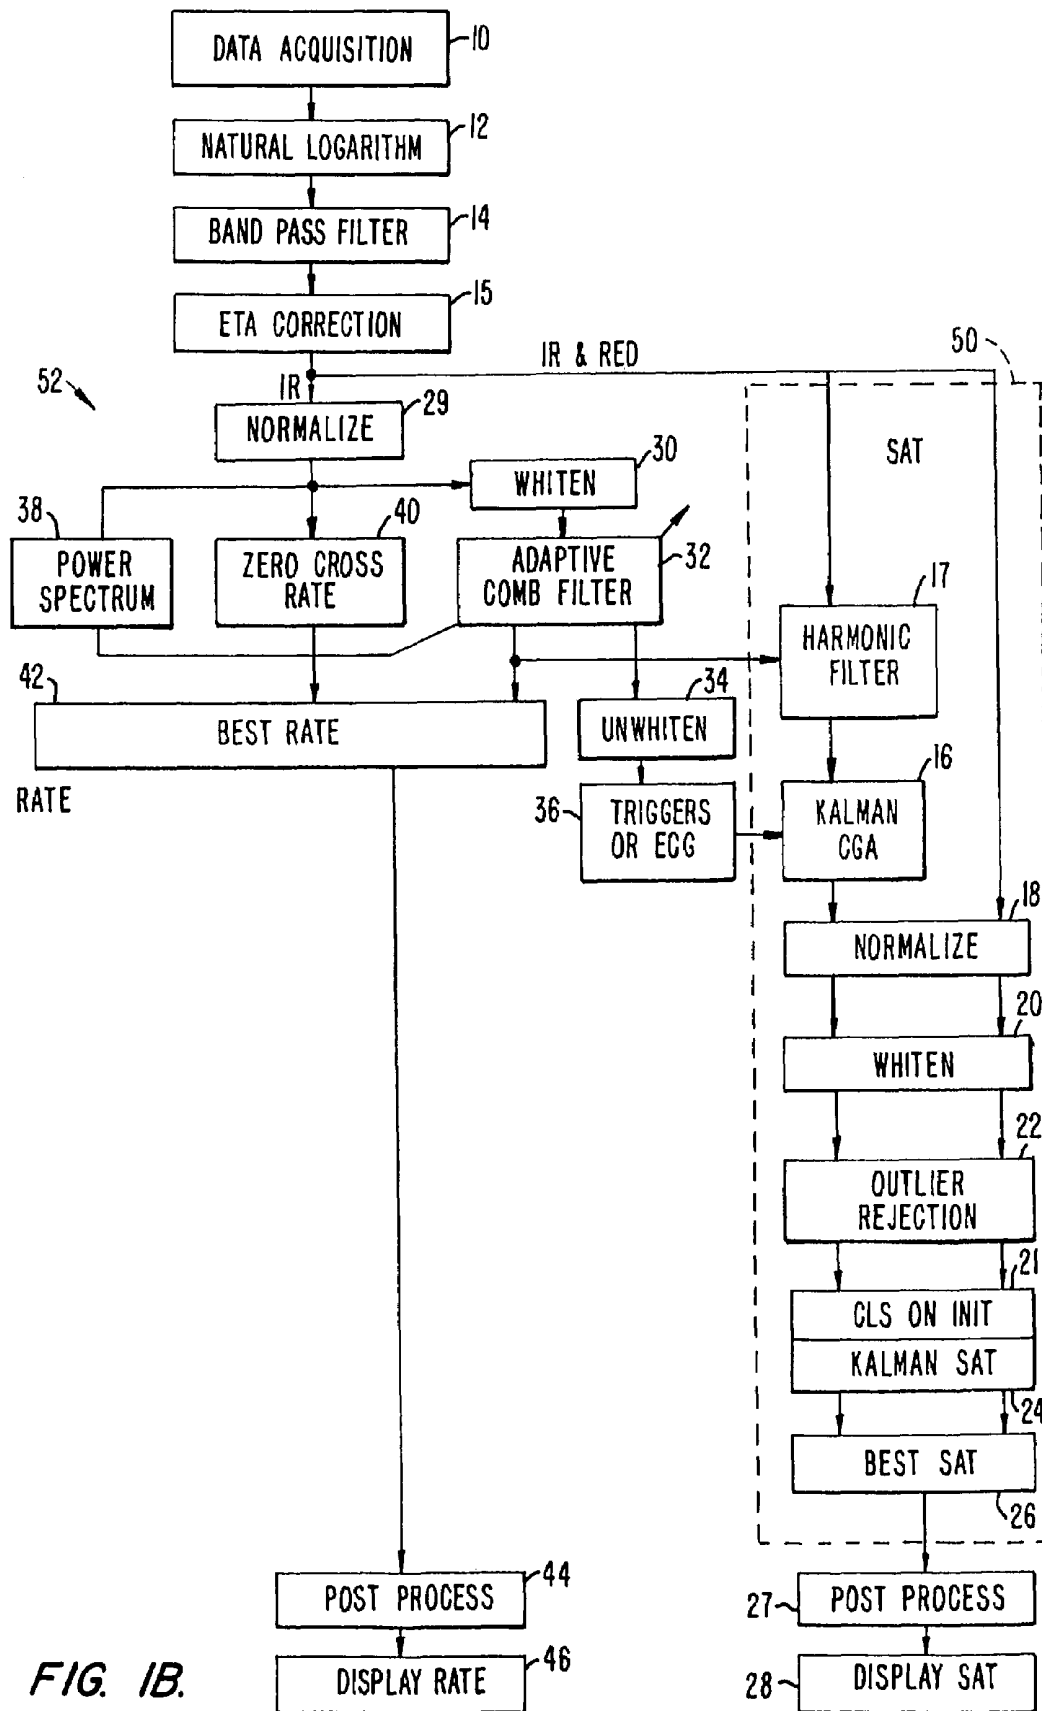 DATA ACQUISITION
10
NATURAL LOGARITHM
12
BAND PASS FILTER
14
ETA CORRECTION
15
IR & RED
50
52
IR
NORMALIZE
29
SAT
WHITEN
30
38
POWER
SPECTRUM
ZERO CROSS
RATE
40
ADAPTIVE
COMB FILTER
32
HARMONIC
FILTER
17
42
BEST RATE
RATE
UNWHITEN
34
36
TRIGGERS
OR ECG
KALMAN
CGA
16
NORMALIZE
18
WHITEN
20
OUTLIER
REJECTION
22
CLS ON INIT
21
KALMAN SAT
24
BEST SAT
26
POST PROCESS
44
27
POST PROCESS
DISPLAY RATE
46
28
DISPLAY SAT
FIG. 1B.